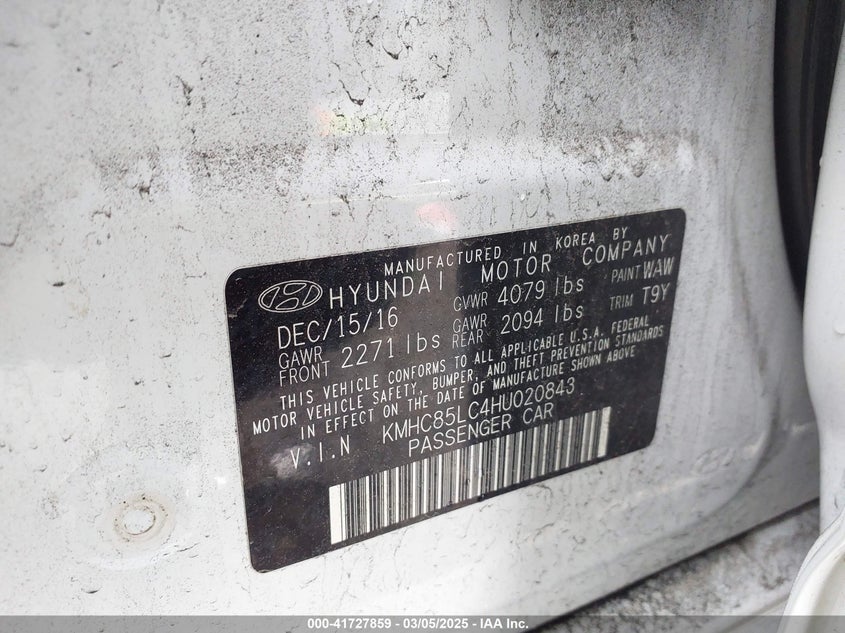 MANUFACTURED IN KOREA BY
HYUNDAI MOTOR COMPANY
DEC/15/16 GVWR 4079 lbs PAINT WAW
GAWR FRONT 2271 lbs GAWR REAR 2094 lbs TRIM T9Y
THIS VEHICLE CONFORMS TO ALL APPLICABLE U.S.A. FEDERAL
MOTOR VEHICLE SAFETY, BUMPER, AND THEFT PREVENTION STANDARDS
IN EFFECT ON THE DATE OF MANUFACTURE SHOWN ABOVE
V.I.N KMHC85LC4HU020843
PASSENGER CAR
000-41727859 - 03/05/2025 - IAA Inc.